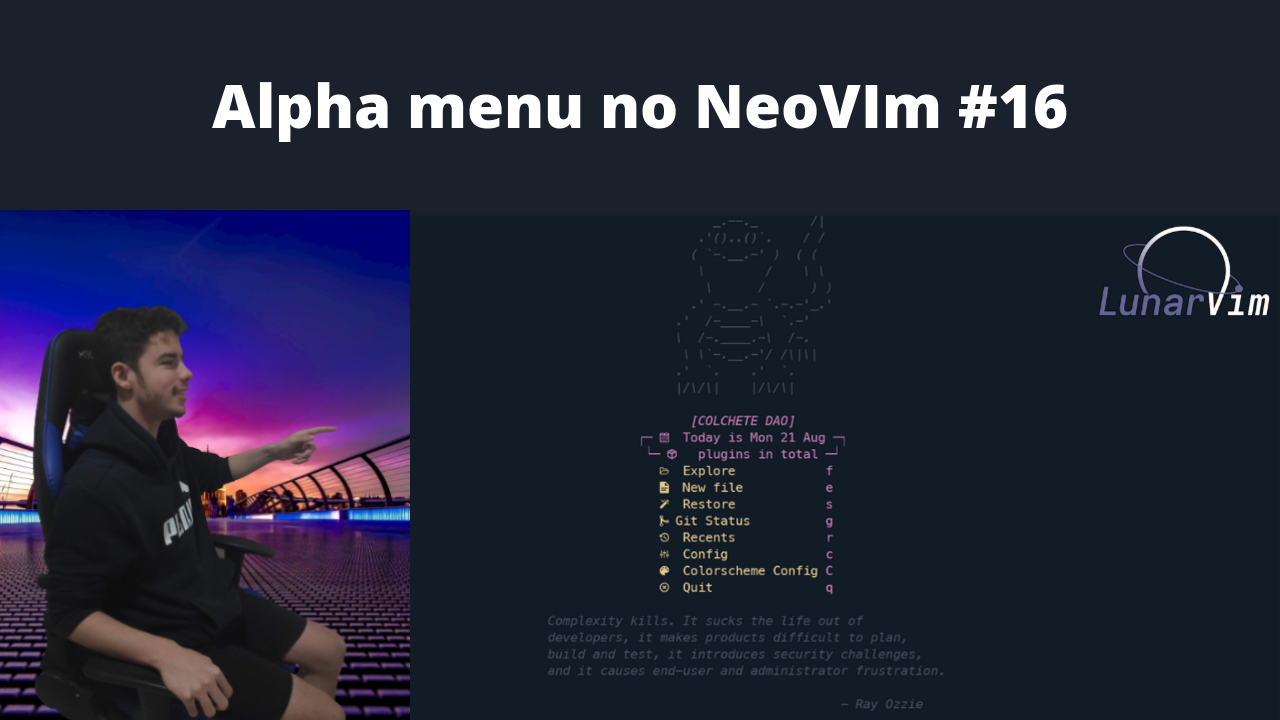 Alpha menu no NeoVIm #16
LunarVim
[COLCHETE DAO]
Today is Mon 21 Aug
plugins in total
Explore f
New file e
Restore s
Git Status g
Recents r
Config c
Colorscheme Config C
Quit q
Complexity kills. It sucks the life out of
developers, it makes products difficult to plan,
build and test, it introduces security challenges,
and it causes end-user and administrator frustration.
- Ray Ozzie